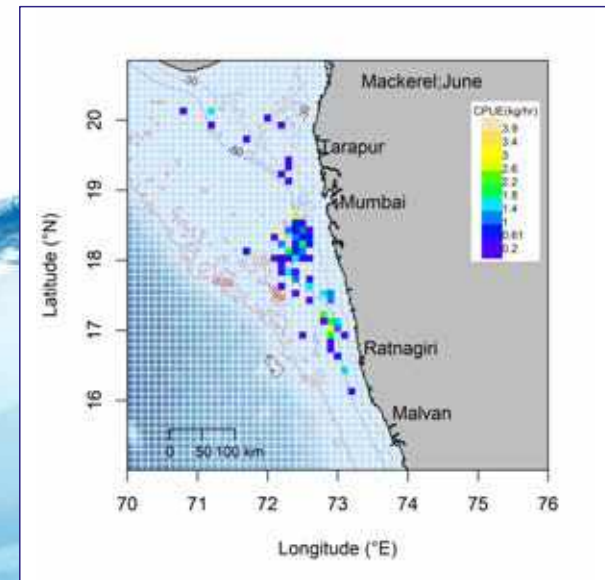 Mackerel;June
CPUE(kg/hr)
3.8
3.4
3
2.6
2.2
1.8
1.4
1
0.61
0.2
Tarapur
Mumbai
Ratnagiri
Malvan
20
19
18
17
16
Latitude (°N)
0 50 100 km
70 71 72 73 74 75 76
Longitude (°E)